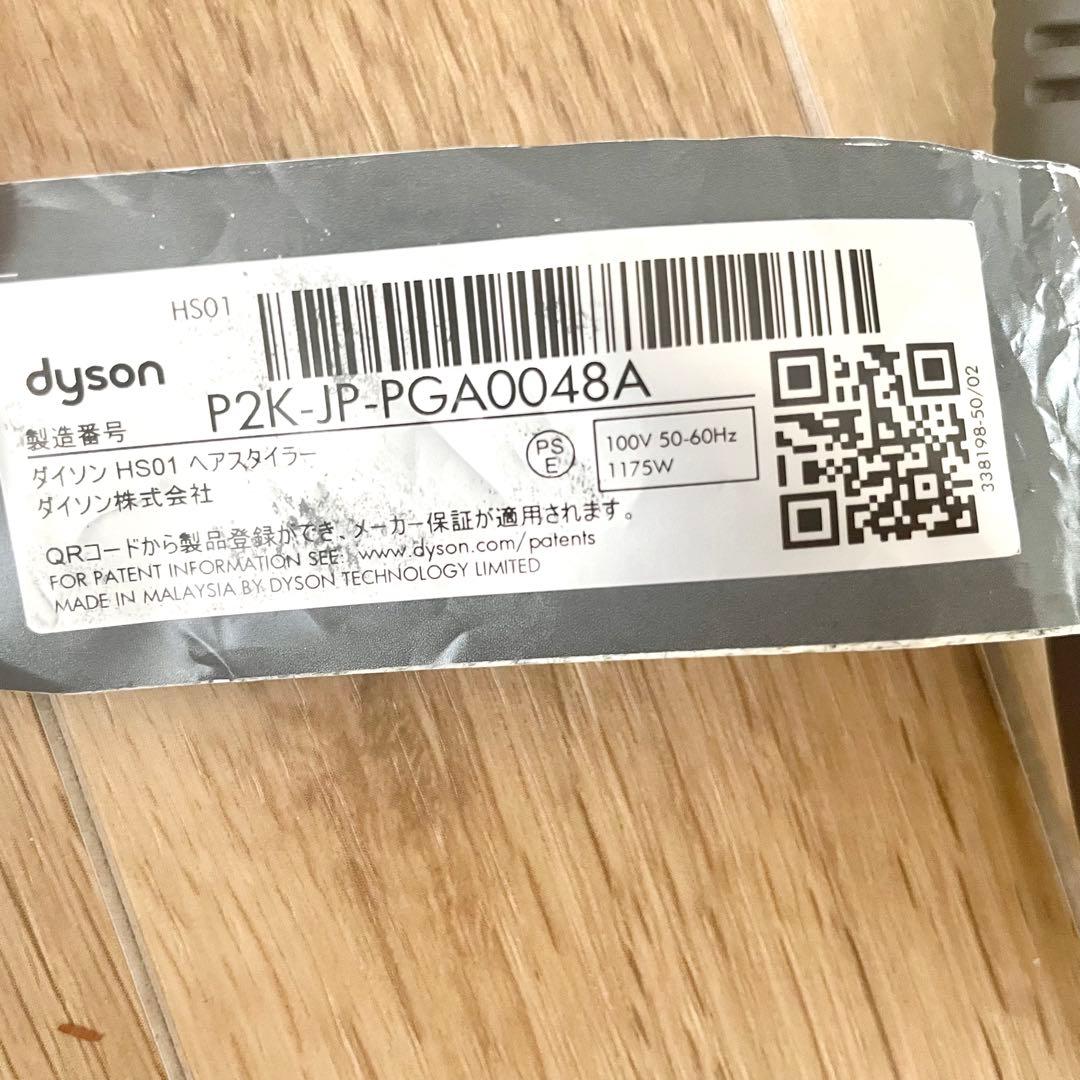 HS01
dyson
製造番号 P2K-JP-PGA0048A
ダイソン HS01 ヘアスタイラー
ダイソン株式会社
PS E
100V 50-60Hz
1175W
338198-50/02
QRコードから製品登録ができ、メーカー保証が適用されます。
FOR PATENT INFORMATION SEE: www.dyson.com/patents
MADE IN MALAYSIA BY DYSON TECHNOLOGY LIMITED